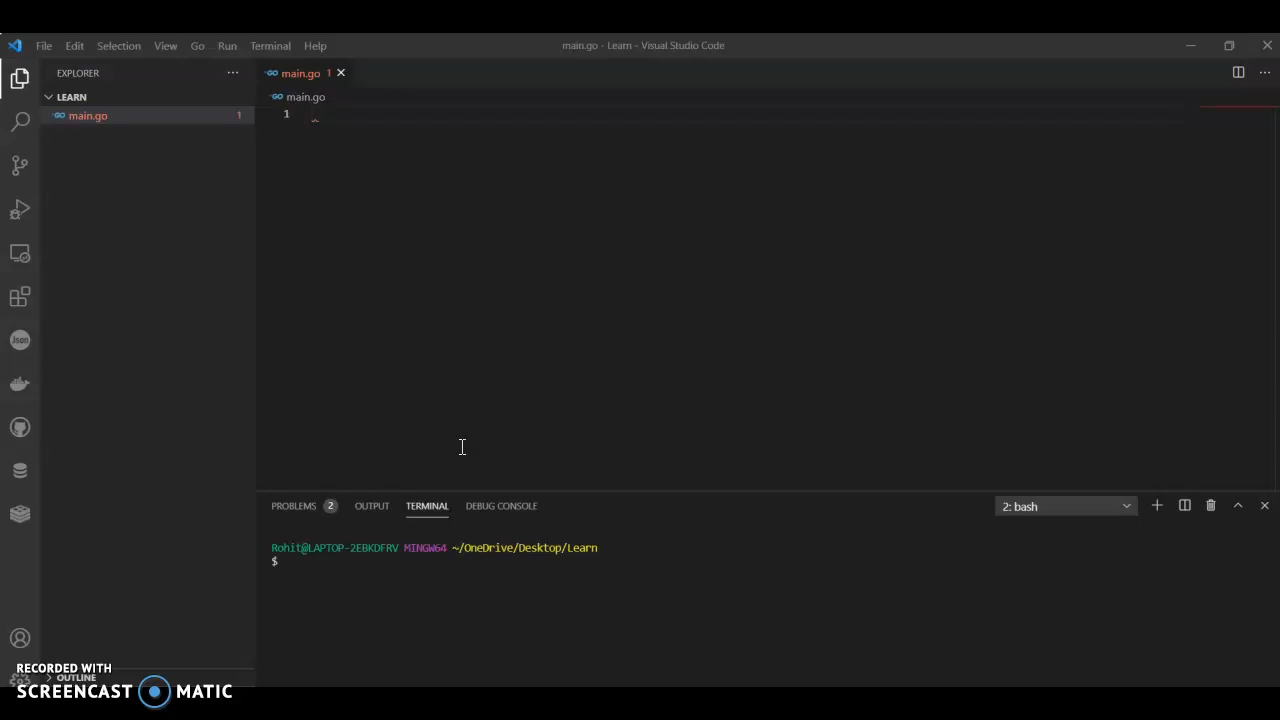 File Edit Selection View Go Run Terminal Help
main.go - Learn - Visual Studio Code
EXPLORER
LEARN
main.go 1
main.go 1
main.go
1
Json
PROBLEMS 2 OUTPUT TERMINAL DEBUG CONSOLE
2: bash
Rohit@LAPTOP-2EBKDFRV MINGW64 ~/OneDrive/Desktop/Learn
$
OUTLINE
RECORDED WITH
SCREENCAST MATIC